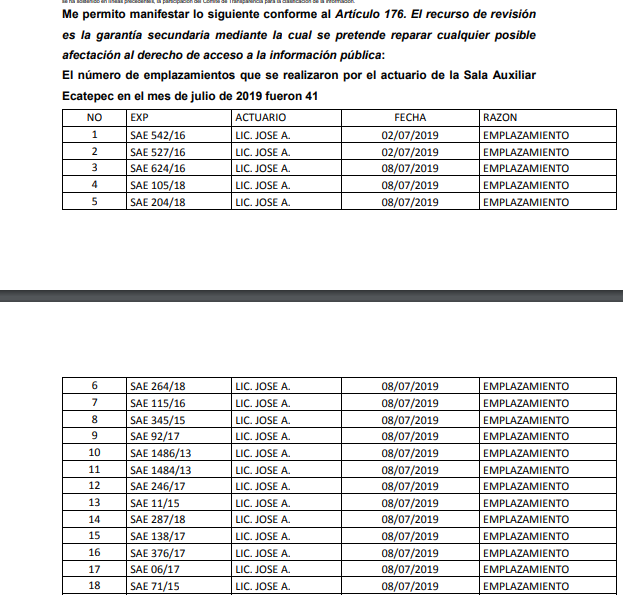 se ha sostenido en líneas precedentes, la participación del Comité de Transparencia para la clasificación de la información.
Me permito manifestar lo siguiente conforme al Artículo 176. El recurso de revisión
es la garantía secundaria mediante la cual se pretende reparar cualquier posible
afectación al derecho de acceso a la información pública:
El número de emplazamientos que se realizaron por el actuario de la Sala Auxiliar
Ecatepec en el mes de julio de 2019 fueron 41
NO EXP ACTUARIO FECHA RAZON
1 SAE 542/16 LIC. JOSE A. 02/07/2019 EMPLAZAMIENTO
2 SAE 527/16 LIC. JOSE A. 02/07/2019 EMPLAZAMIENTO
3 SAE 624/16 LIC. JOSE A. 08/07/2019 EMPLAZAMIENTO
4 SAE 105/18 LIC. JOSE A. 08/07/2019 EMPLAZAMIENTO
5 SAE 204/18 LIC. JOSE A. 08/07/2019 EMPLAZAMIENTO
6 SAE 264/18 LIC. JOSE A. 08/07/2019 EMPLAZAMIENTO
7 SAE 115/16 LIC. JOSE A. 08/07/2019 EMPLAZAMIENTO
8 SAE 345/15 LIC. JOSE A. 08/07/2019 EMPLAZAMIENTO
9 SAE 92/17 LIC. JOSE A. 08/07/2019 EMPLAZAMIENTO
10 SAE 1486/13 LIC. JOSE A. 08/07/2019 EMPLAZAMIENTO
11 SAE 1484/13 LIC. JOSE A. 08/07/2019 EMPLAZAMIENTO
12 SAE 246/17 LIC. JOSE A. 08/07/2019 EMPLAZAMIENTO
13 SAE 11/15 LIC. JOSE A. 08/07/2019 EMPLAZAMIENTO
14 SAE 287/18 LIC. JOSE A. 08/07/2019 EMPLAZAMIENTO
15 SAE 138/17 LIC. JOSE A. 08/07/2019 EMPLAZAMIENTO
16 SAE 376/17 LIC. JOSE A. 08/07/2019 EMPLAZAMIENTO
17 SAE 06/17 LIC. JOSE A. 08/07/2019 EMPLAZAMIENTO
18 SAE 71/15 LIC. JOSE A. 08/07/2019 EMPLAZAMIENTO